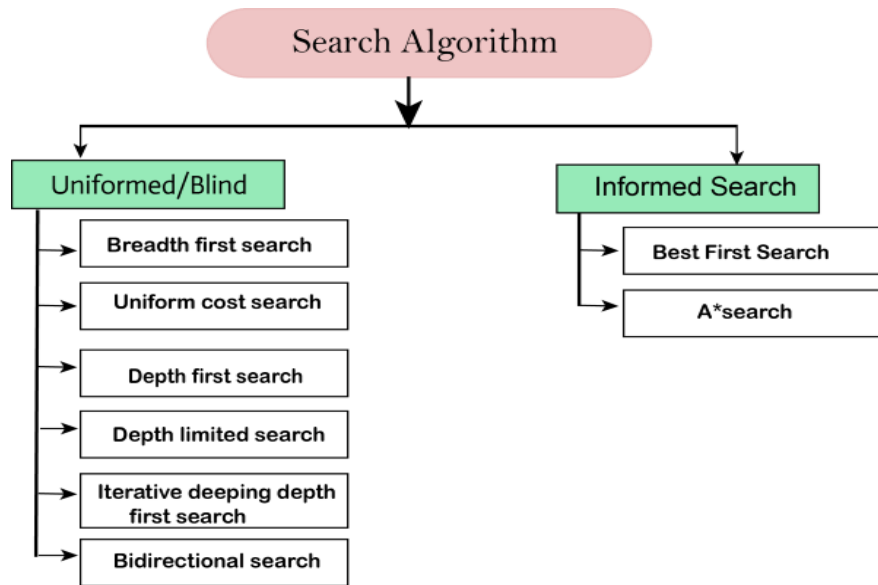 Search Algorithm
Uniformed/Blind
Breadth first search
Uniform cost search
Depth first search
Depth limited search
Iterative deeping depth
first search
Bidirectional search
Informed Search
Best First Search
A*search